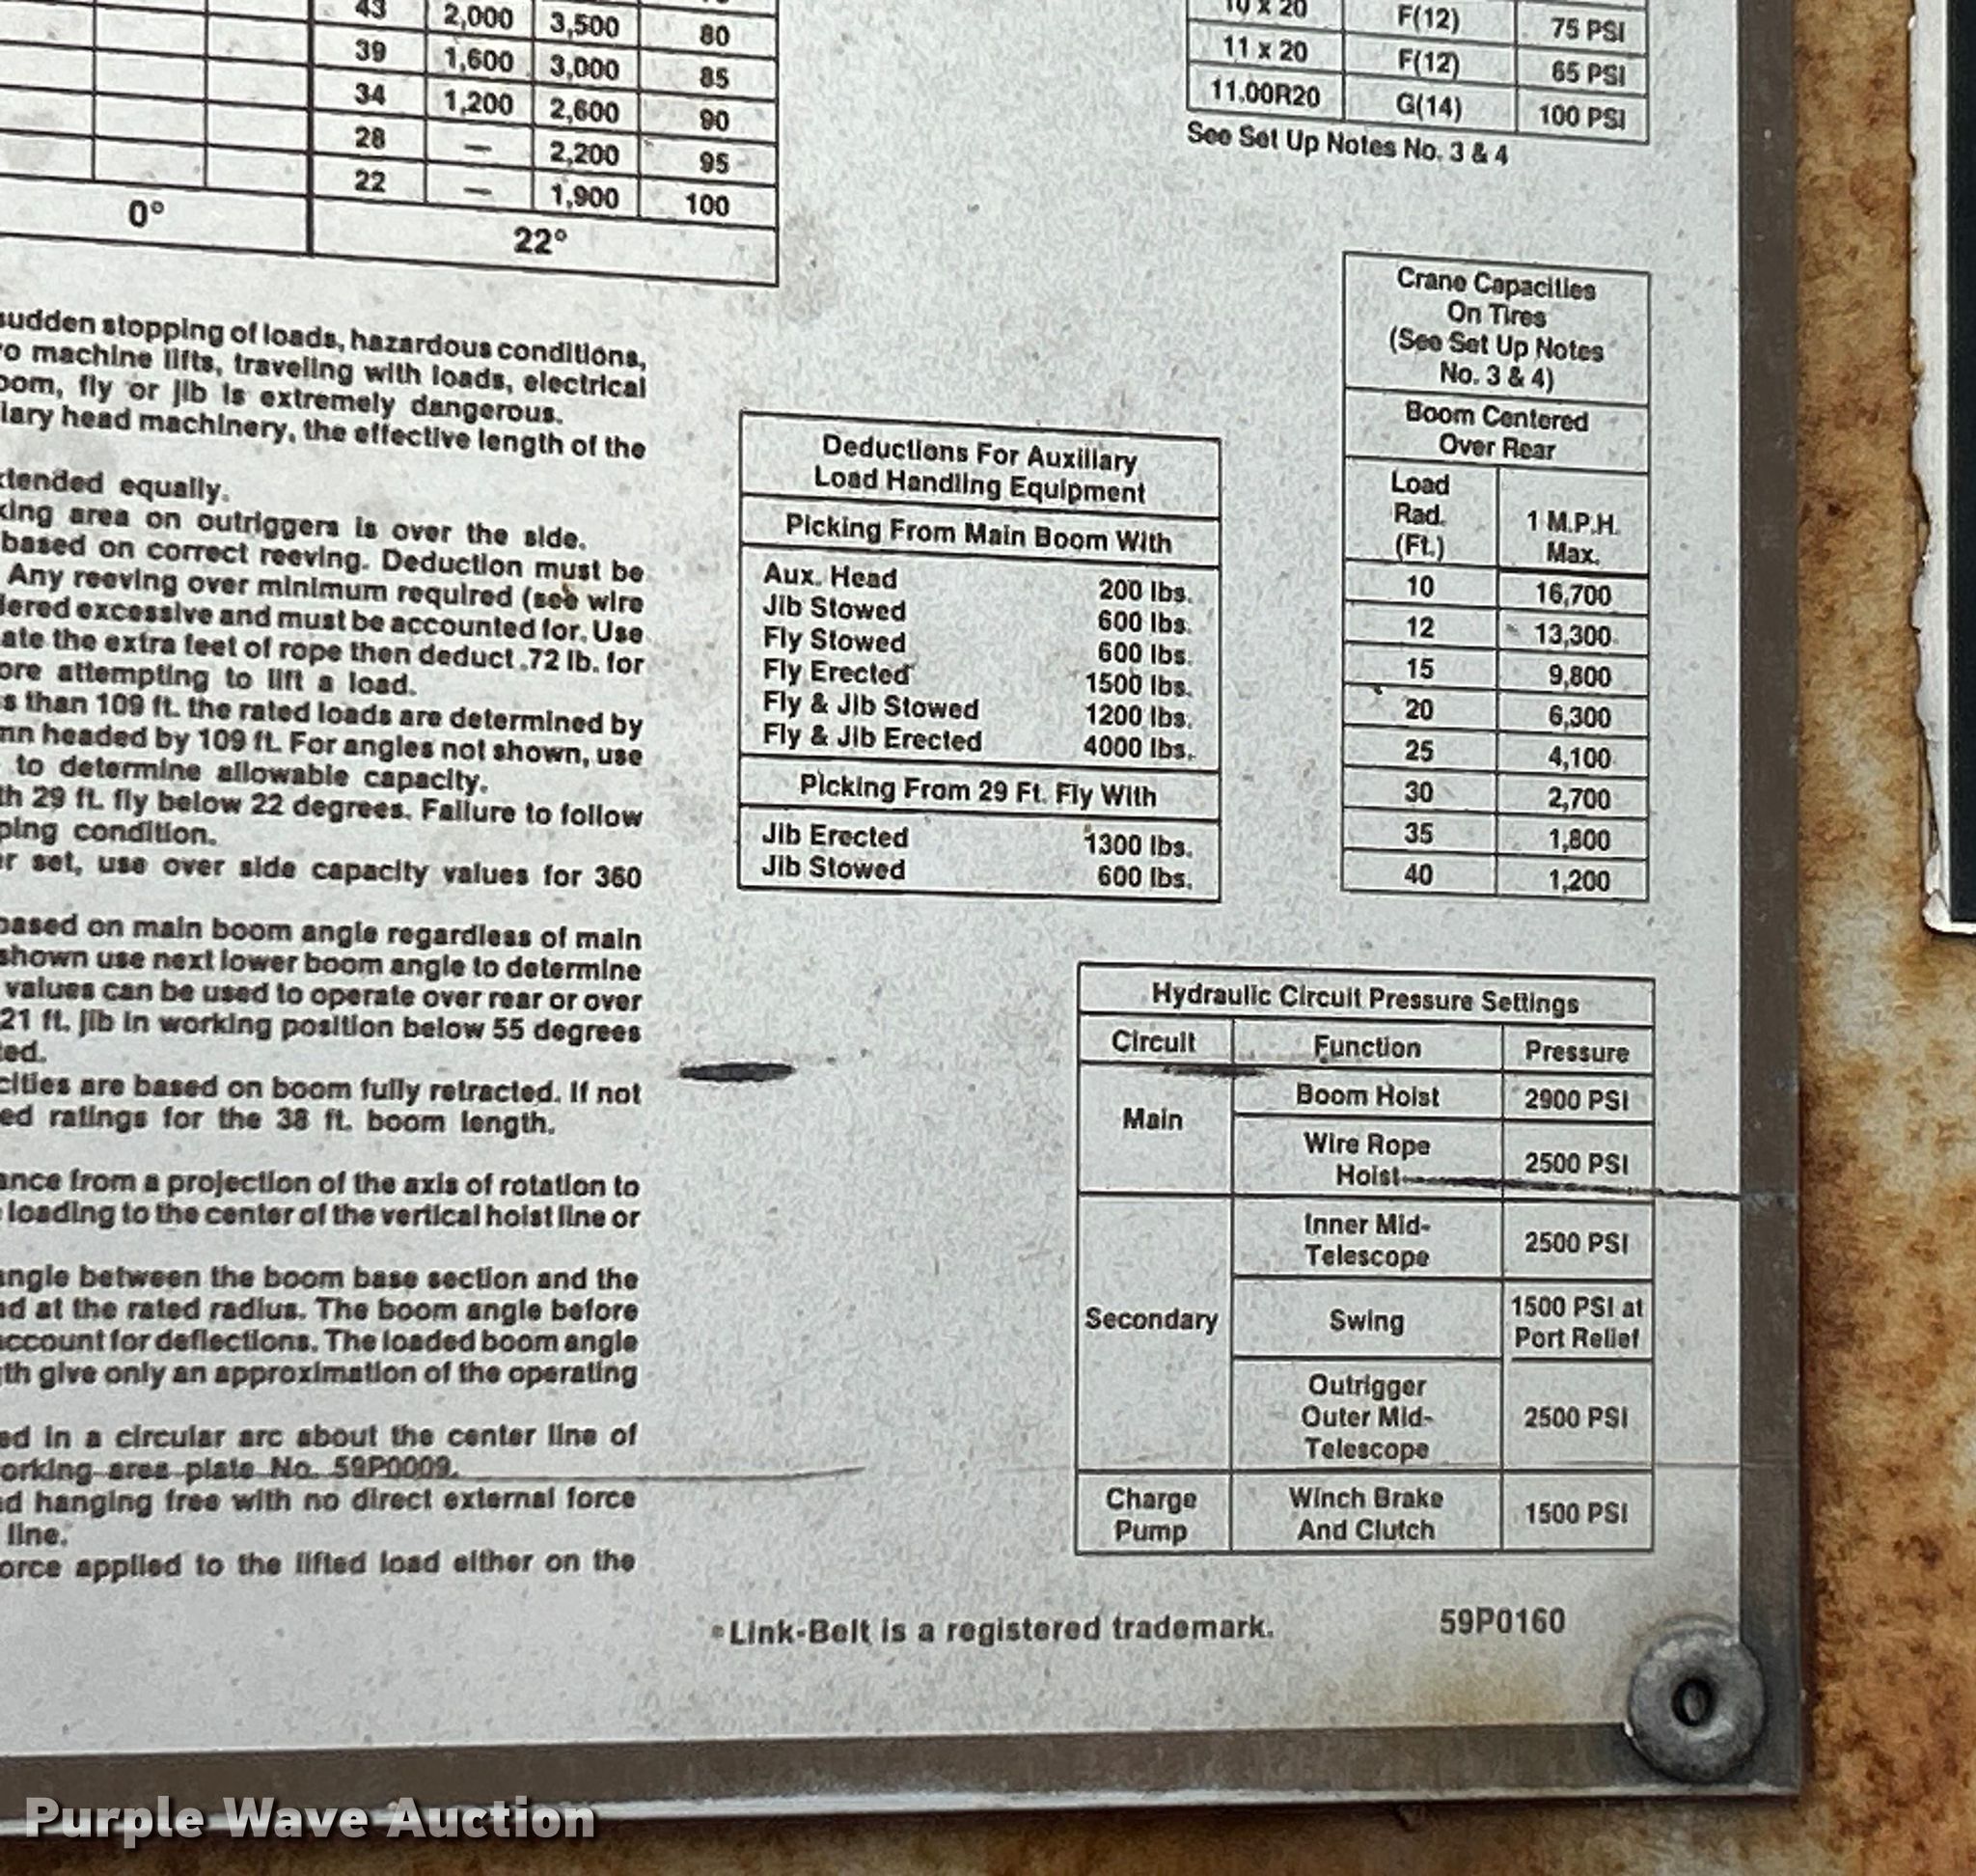 43 2,000 3,500 80
39 1,600 3,000 85
34 1,200 2,600 90
28 — 2,200 95
22 — 1,900 100
0° 22°
10 x 20 F(12) 75 PSI
11 x 20 F(12) 65 PSI
11.00R20 G(14) 100 PSI
See Set Up Notes No. 3 & 4
sudden stopping of loads, hazardous conditions,
machine lifts, traveling with loads, electrical
fly or jib is extremely dangerous.
head machinery, the effective length of the
equally.
area on outriggers is over the side.
based on correct reeving. Deduction must be
Any reeving over minimum required (see wire
excessive and must be accounted for. Use
the extra feet of rope then deduct .72 lb. for
attempting to lift a load.
than 109 ft. the rated loads are determined by
headed by 109 ft. For angles not shown, use
to determine allowable capacity.
29 ft. fly below 22 degrees. Failure to follow
condition.
set, use over side capacity values for 360
based on main boom angle regardless of main
shown use next lower boom angle to determine
values can be used to operate over rear or over
21 ft. jib in working position below 55 degrees
are based on boom fully retracted. If not
ratings for the 38 ft. boom length.
from a projection of the axis of rotation to
loading to the center of the vertical hoist line or
angle between the boom base section and the
at the rated radius. The boom angle before
account for deflections. The loaded boom angle
give only an approximation of the operating
in a circular arc about the center line of
area plate No. 59P0009.
hanging free with no direct external force
line.
applied to the lifted load either on the
Deductions For Auxiliary
Load Handling Equipment
Picking From Main Boom With
Aux. Head 200 lbs.
Jib Stowed 600 lbs.
Fly Stowed 600 lbs.
Fly Erected 1500 lbs.
Fly & Jib Stowed 1200 lbs.
Fly & Jib Erected 4000 lbs.
Picking From 29 Ft. Fly With
Jib Erected 1300 lbs.
Jib Stowed 600 lbs.
Crane Capacities
On Tires
(See Set Up Notes
No. 3 & 4)
Boom Centered
Over Rear
Load
Rad.
(Ft.)
1 M.P.H.
Max.
10 16,700
12 13,300
15 9,800
20 6,300
25 4,100
30 2,700
35 1,800
40 1,200
Hydraulic Circuit Pressure Settings
Circuit Function Pressure
Main
Boom Hoist 2900 PSI
Wire Rope
Hoist
2500 PSI
Secondary
Inner Mid-
Telescope
2500 PSI
Swing
1500 PSI at
Port Relief
Outrigger
Outer Mid-
Telescope
2500 PSI
Charge
Pump
Winch Brake
And Clutch
1500 PSI
®Link-Belt is a registered trademark. 59P0160
Purple Wave Auction